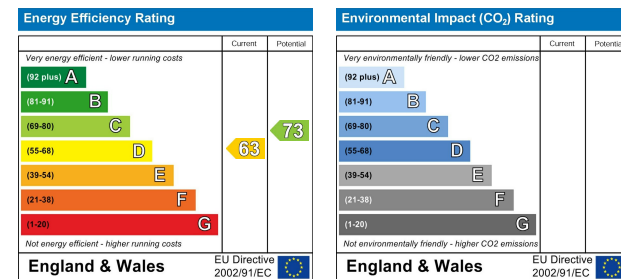 Energy Efficiency Rating
Current Potential
Very energy efficient - lower running costs
(92 plus) A
(81-91) B
(69-80) C
73
(55-68) D
63
(39-54) E
(21-38) F
(1-20) G
Not energy efficient - higher running costs
England & Wales
EU Directive
2002/91/EC
Environmental Impact (CO2) Rating
Current Potential
Very environmentally friendly - lower CO2 emissions
(92 plus) A
(81-91) B
(69-80) C
(55-68) D
(39-54) E
(21-38) F
(1-20) G
Not environmentally friendly - higher CO2 emissions
England & Wales
EU Directive
2002/91/EC